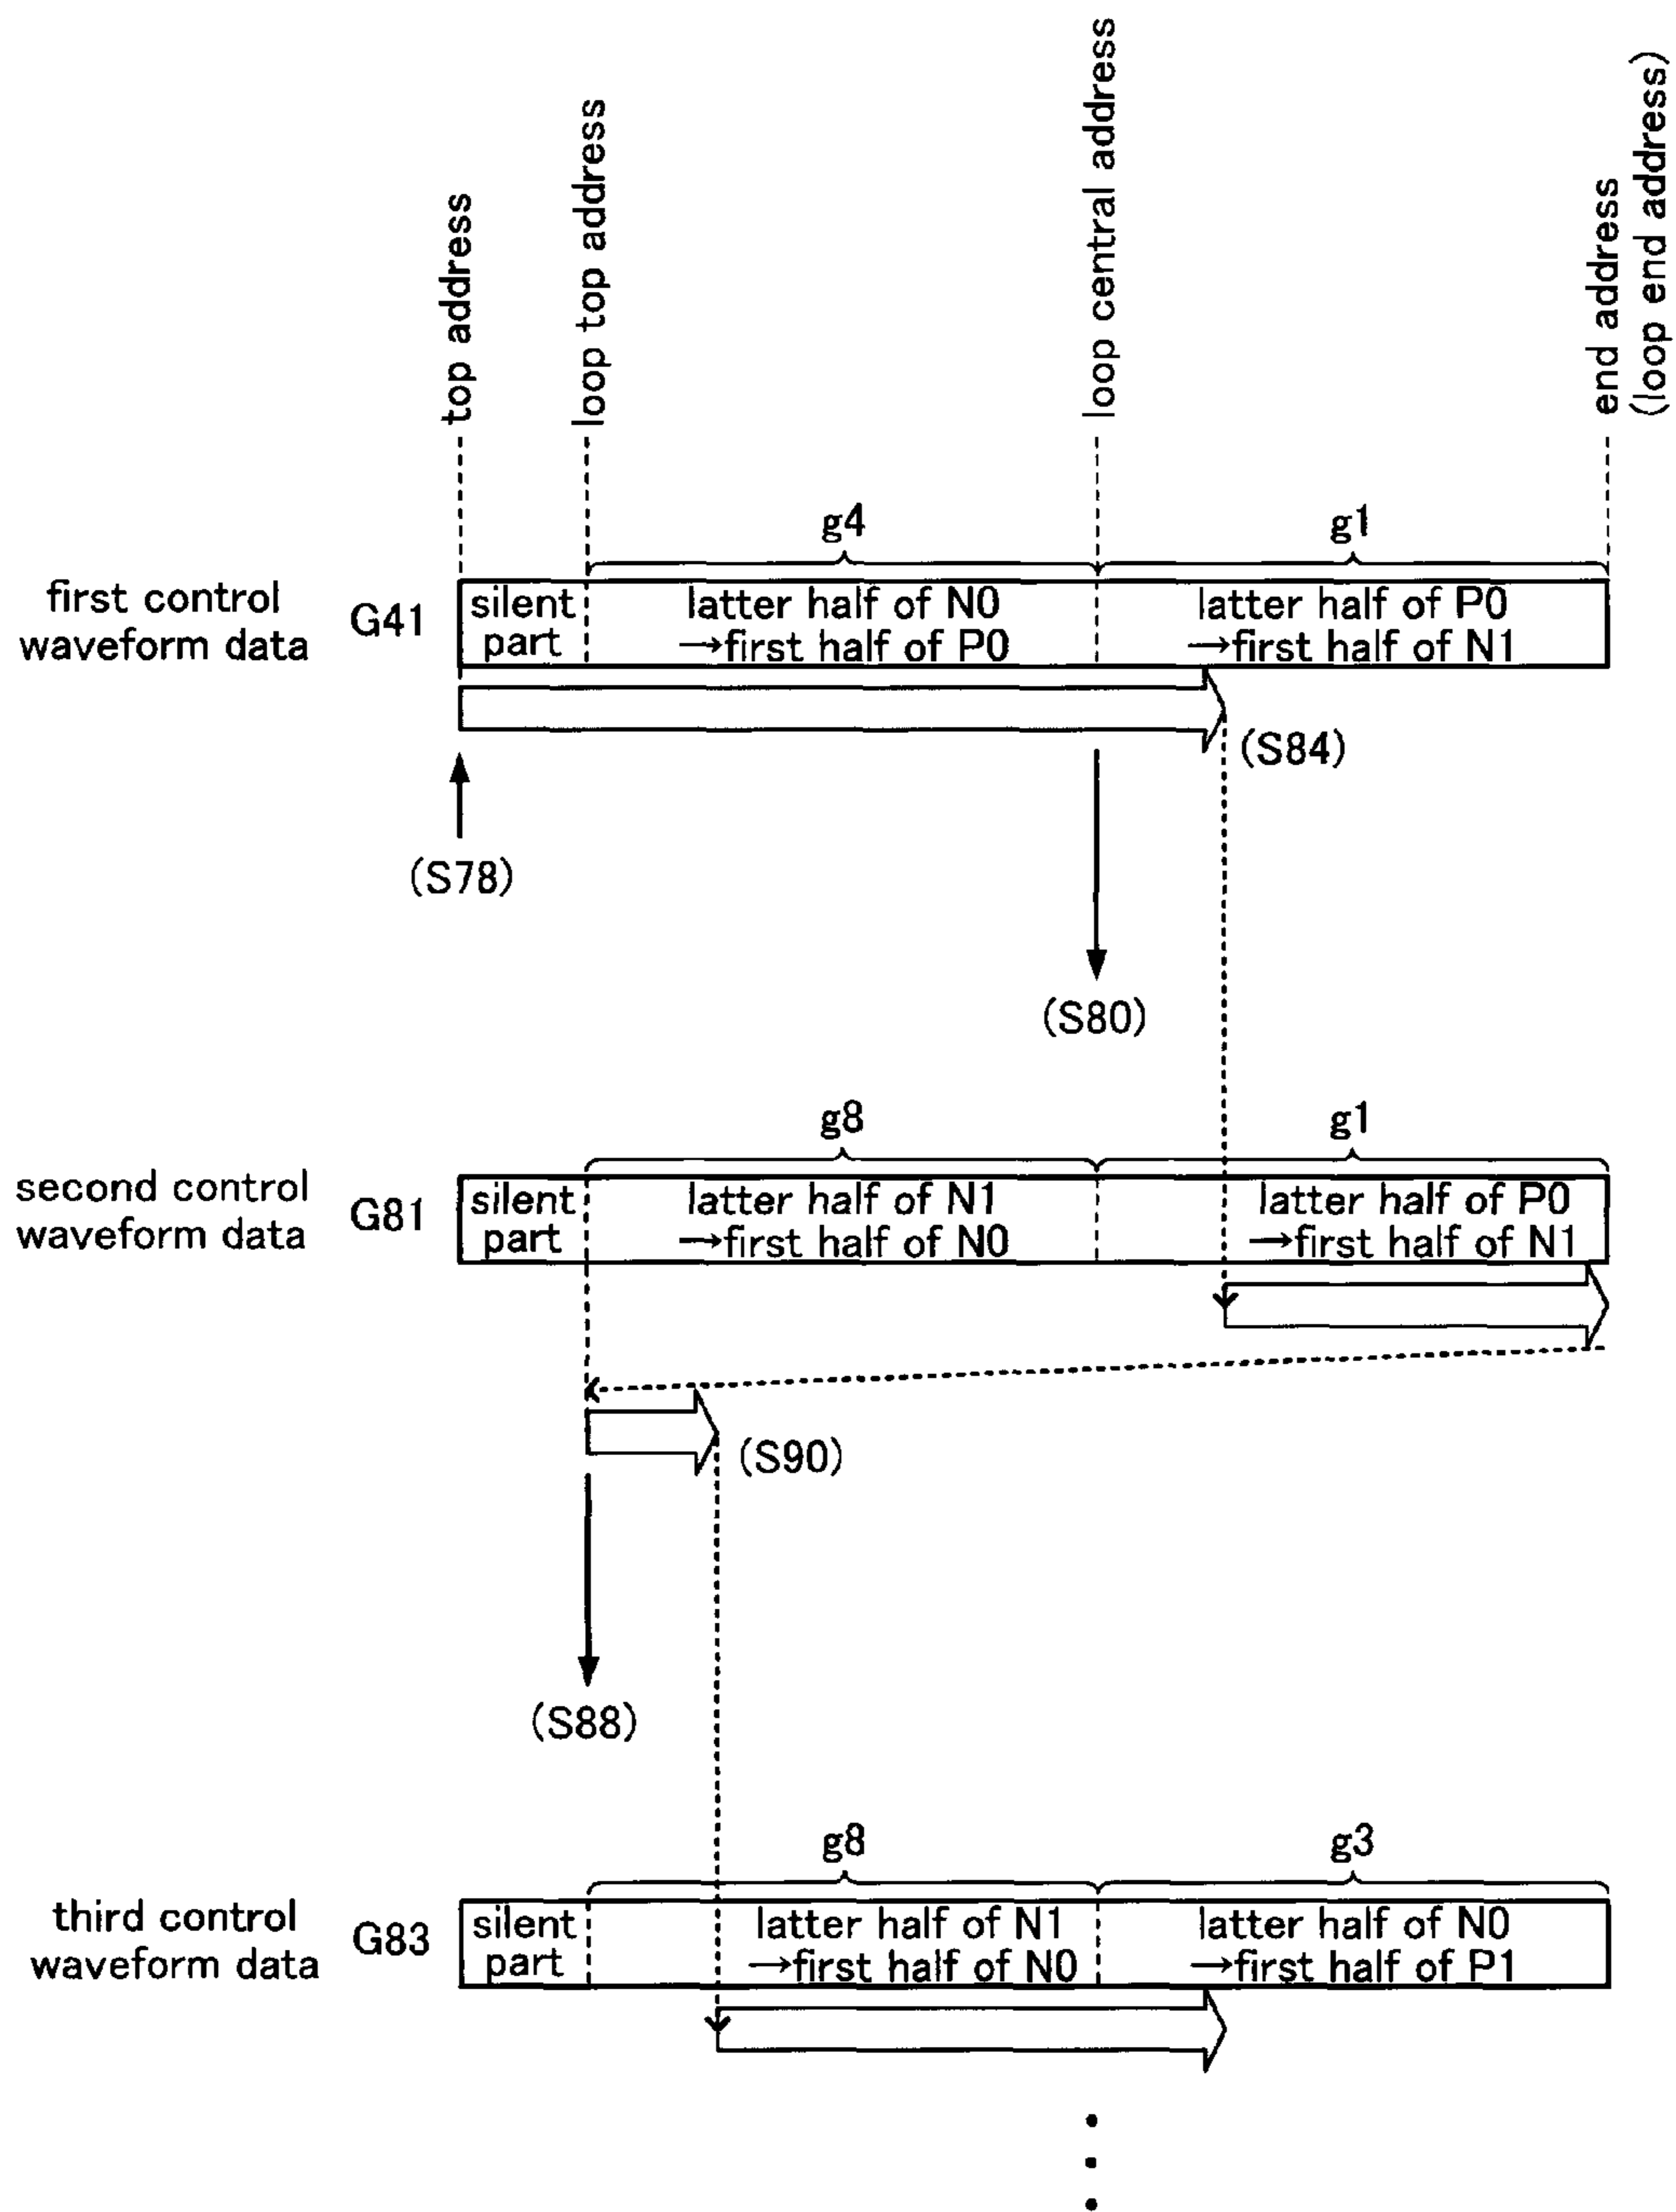 top address
loop top address
loop central address
end address
(loop end address)
g4
g1
first control
waveform data
G41
silent
part
latter half of N0
→first half of P0
latter half of P0
→first half of N1
(S84)
(S78)
(S80)
g8
g1
second control
waveform data
G81
silent
part
latter half of N1
→first half of N0
latter half of P0
→first half of N1
(S90)
(S88)
g8
g3
third control
waveform data
G83
silent
part
latter half of N1
→first half of N0
latter half of N0
→first half of P1